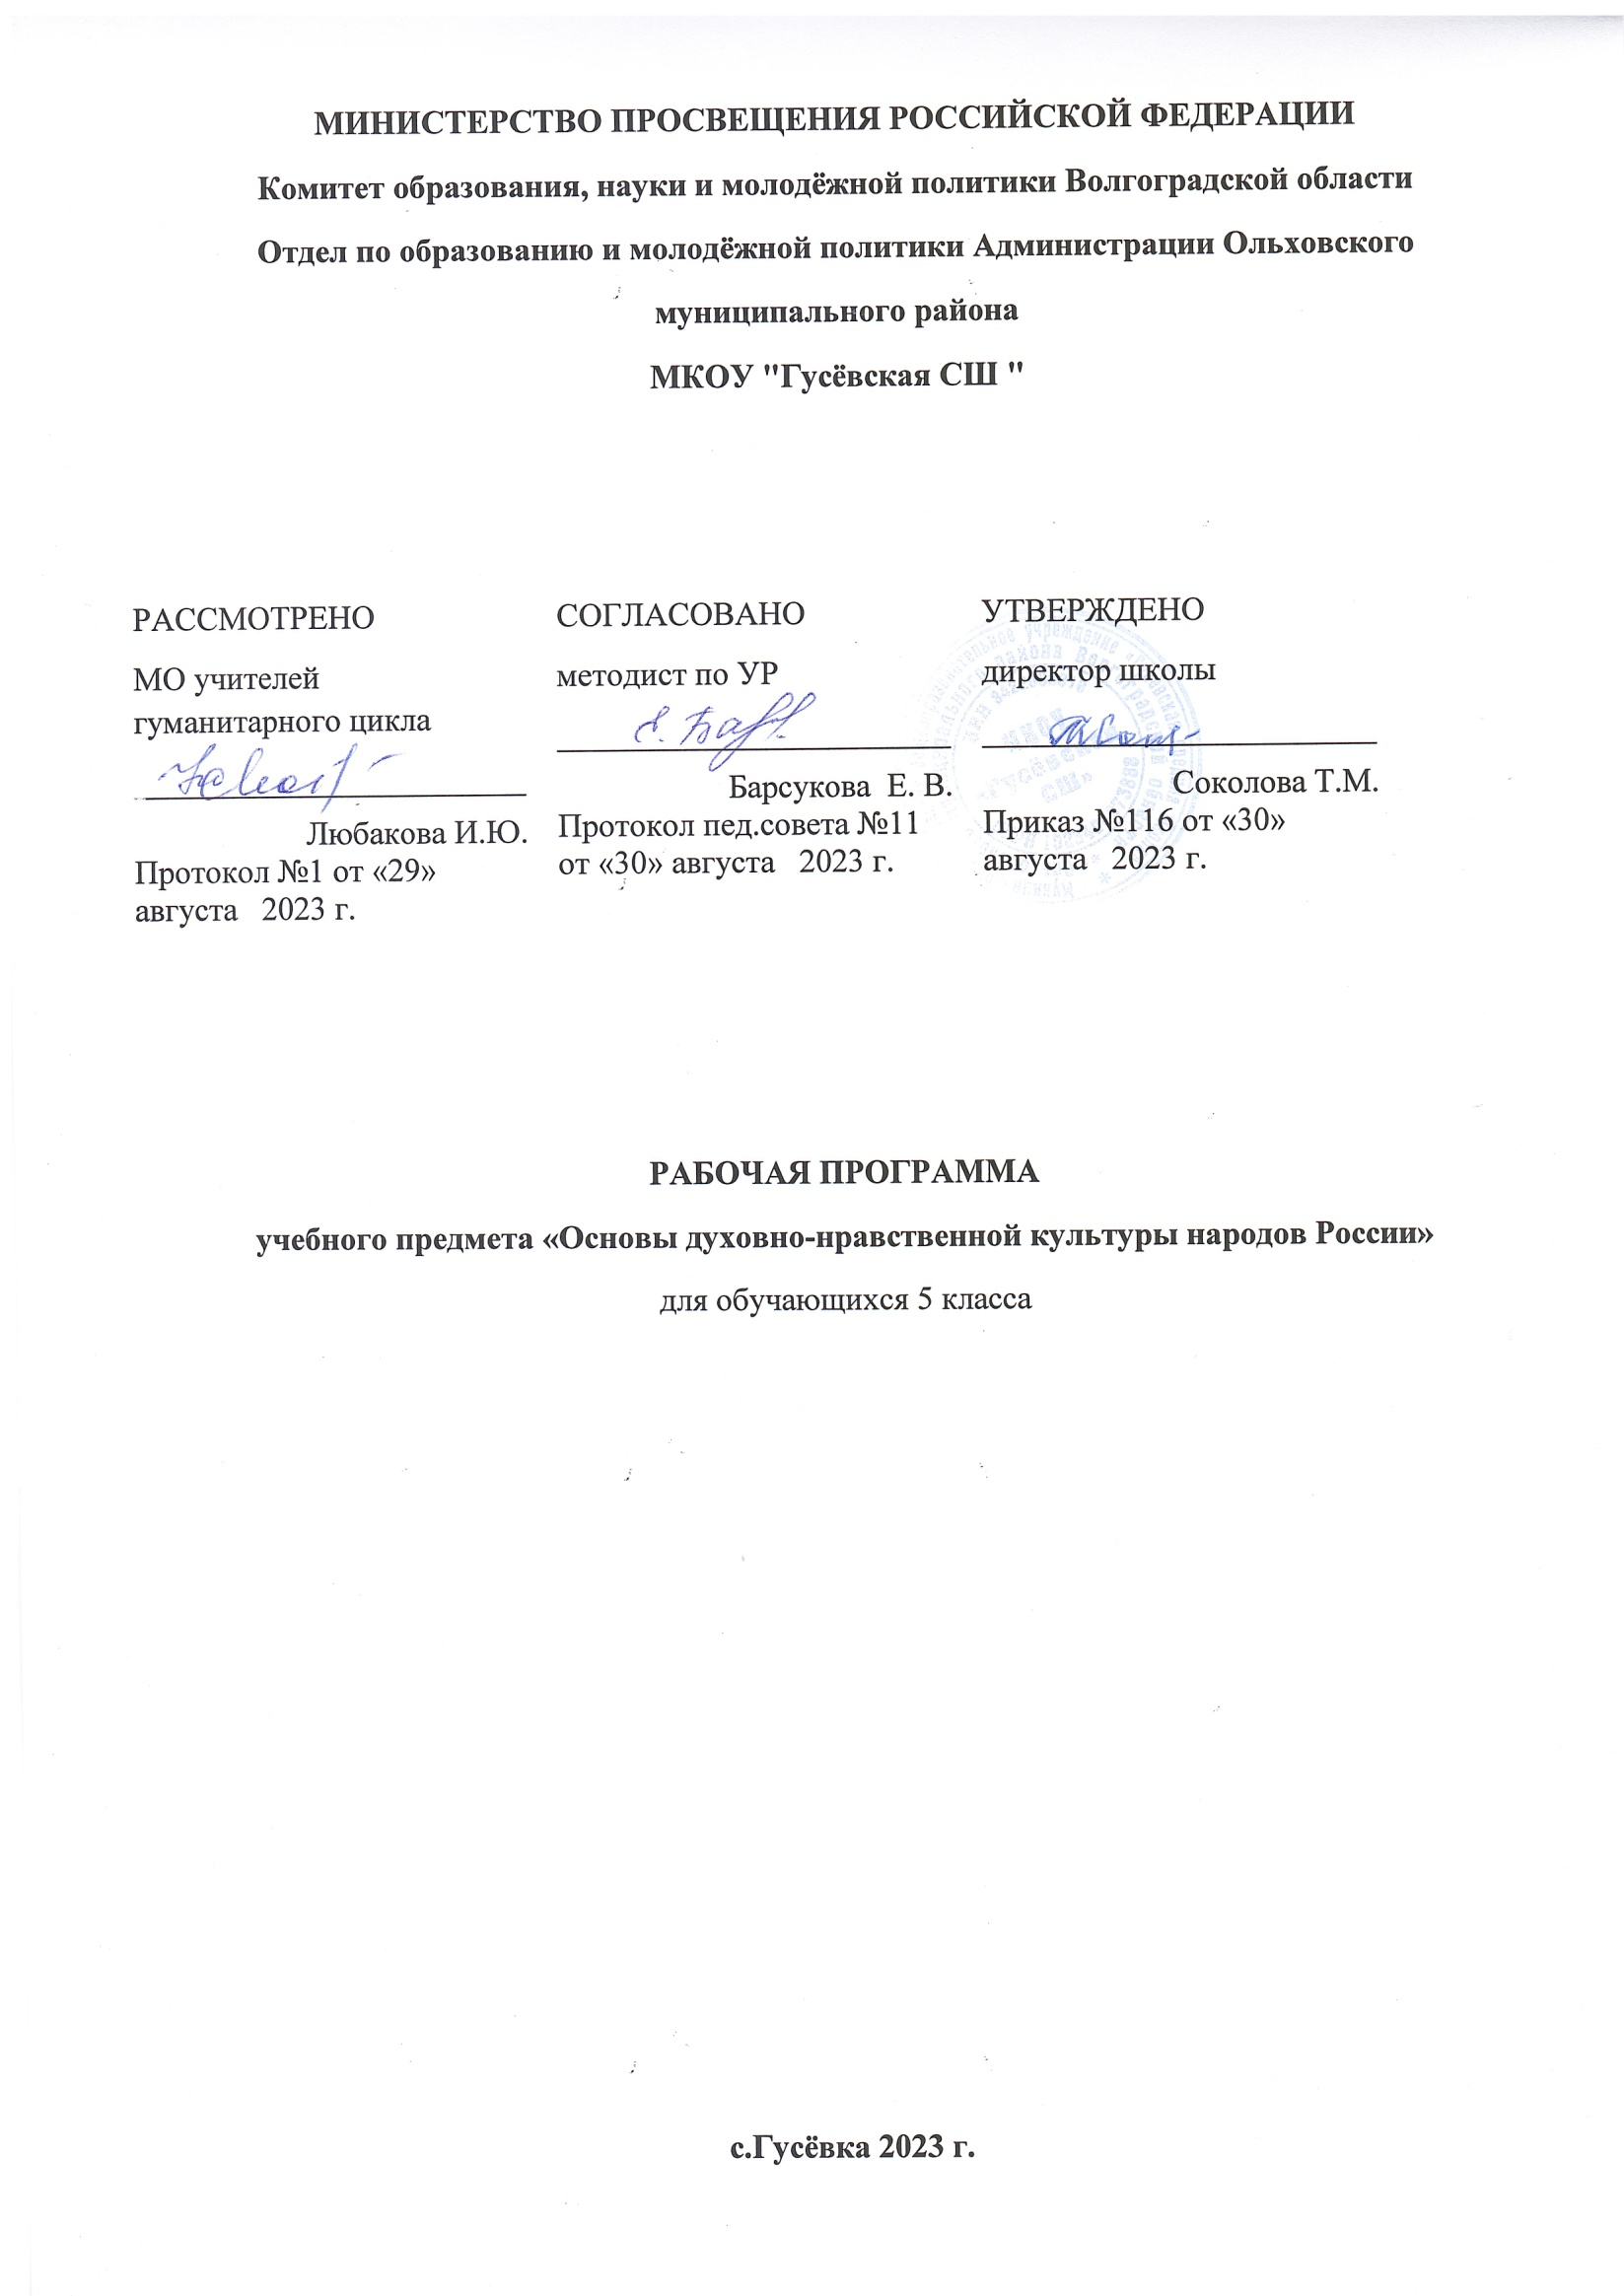 МИНИСТЕРСТВО ПРОСВЕЩЕНИЯ РОССИЙСКОЙ ФЕДЕРАЦИИ
Комитет образования, науки и молодёжной политики Волгоградской области
Отдел по образованию и молодёжной политики Администрации Ольховского
муниципального района
МКОУ "Гусёвская СШ "
РАССМОТРЕНО
МО учителей
гуманитарного цикла
Любакова И.Ю.
Протокол №1 от «29»
августа 2023 г.
СОГЛАСОВАНО
методист по УР
Барсукова Е. В.
Протокол пед.совета №11
от «30» августа 2023 г.
УТВЕРЖДЕНО
директор школы
Соколова Т.М.
Приказ №116 от «30»
августа 2023 г.
МКОУ
«Гусёвская
СШ»
РАБОЧАЯ ПРОГРАММА
учебного предмета «Основы духовно-нравственной культуры народов России»
для обучающихся 5 класса
с.Гусёвка 2023 г.